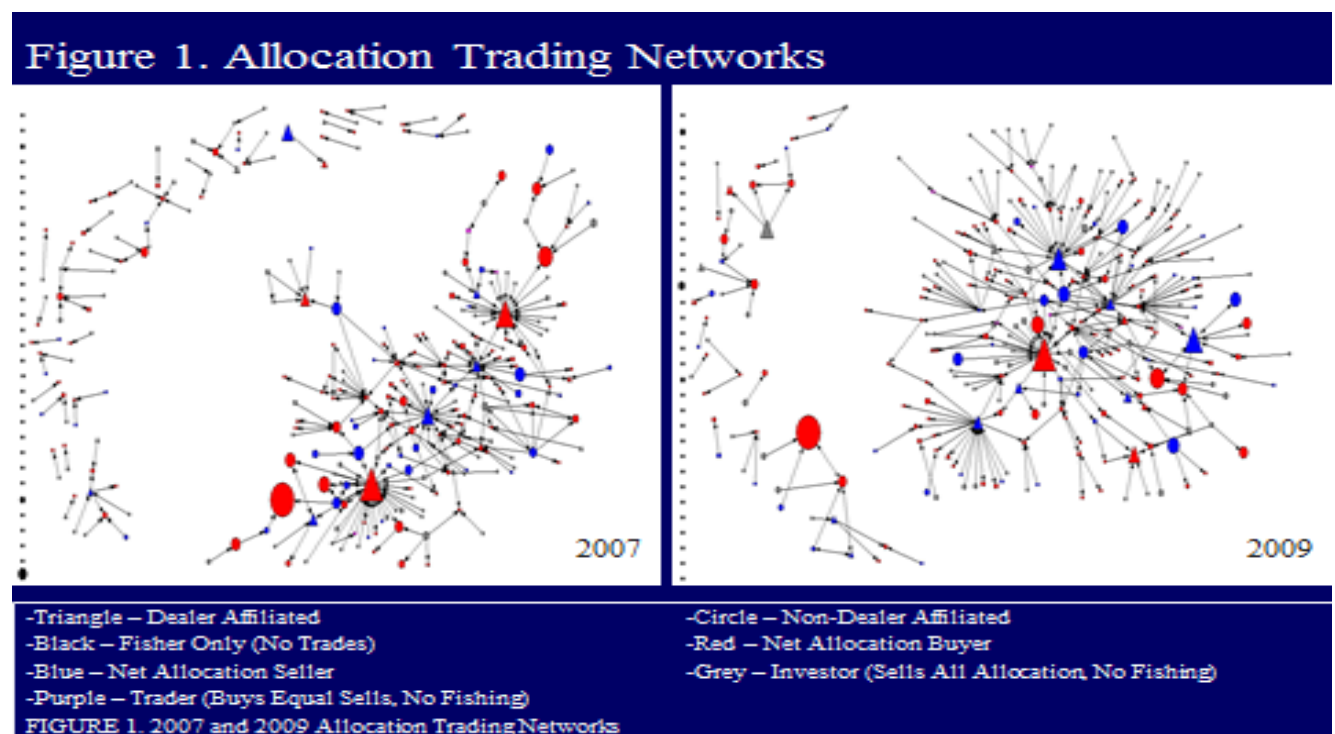 Figure 1. Allocation Trading Networks
2007
2009
-Triangle – Dealer Affiliated
-Black – Fisher Only (No Trades)
-Blue – Net Allocation Seller
-Purple – Trader (Buys Equal Sells, No Fishing)
FIGURE 1. 2007 and 2009 Allocation Trading Networks
-Circle – Non-Dealer Affiliated
-Red – Net Allocation Buyer
-Grey – Investor (Sells All Allocation, No Fishing)